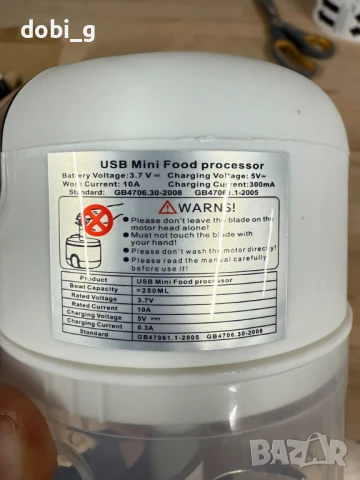 dobi_g
USB Mini Food processor
Battery Voltage:3.7 V⎓ Charging Voltage: 5V⎓
Work Current: 10A Charging Current:300mA
Standard: GB4706.30-2008 GB4706.1-2005
WARNS!
● Please don't leave the blade on the
motor head alone!
● Must not touch the blade with
your hand!
● Please don't wash the motor directly!
● Please read the manual carefully
before use it!
Product USB Mini Food processor
Bowl Capacity ≈250ML
Rated Voltage 3.7V
Rated Current 10A
Charging Voltage 5V ⎓
Charging Current 0.3A
Standard GB47061.1-2005 GB4706.30-2008
BAZAR